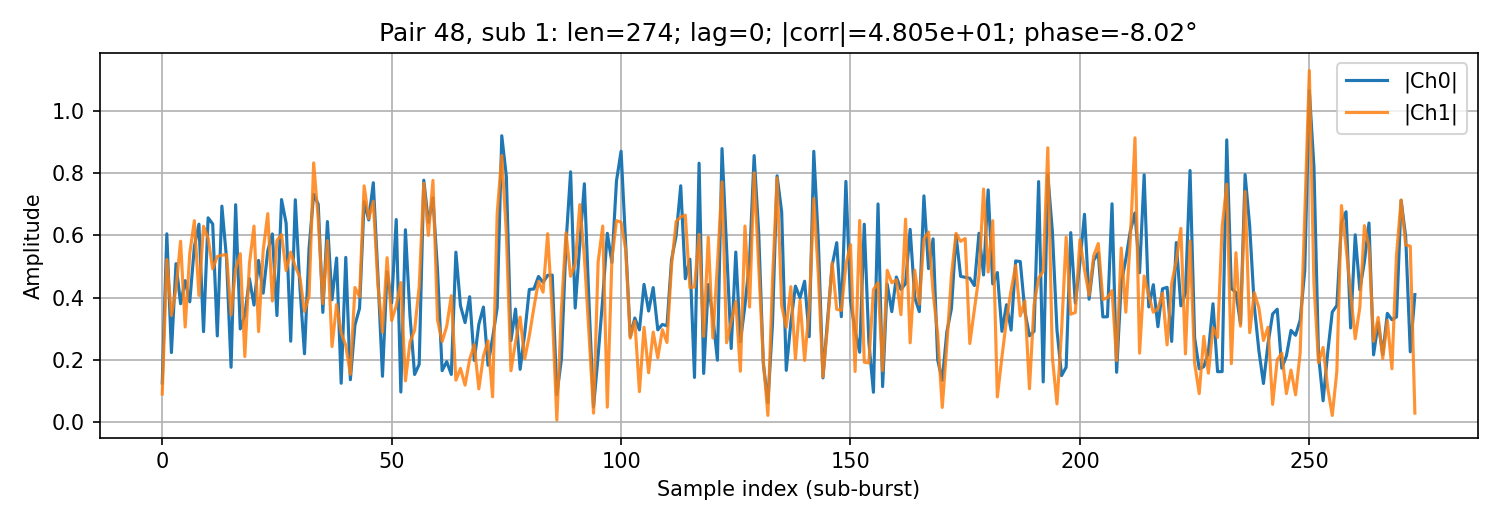 Pair 48, sub 1: len=274; lag=0; |corr|=4.805e+01; phase=-8.02°
|Ch0|
|Ch1|
Amplitude
1.0
0.8
0.6
0.4
0.2
0.0
0 50 100 150 200 250
Sample index (sub-burst)